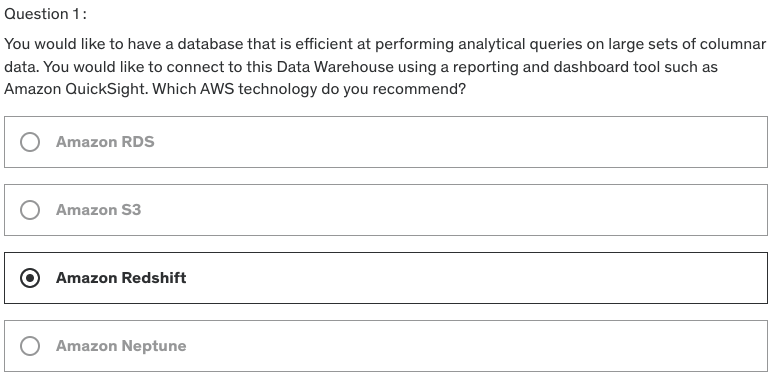 Question 1:
You would like to have a database that is efficient at performing analytical queries on large sets of columnar
data. You would like to connect to this Data Warehouse using a reporting and dashboard tool such as
Amazon QuickSight. Which AWS technology do you recommend?
Amazon RDS
Amazon S3
Amazon Redshift
Amazon Neptune